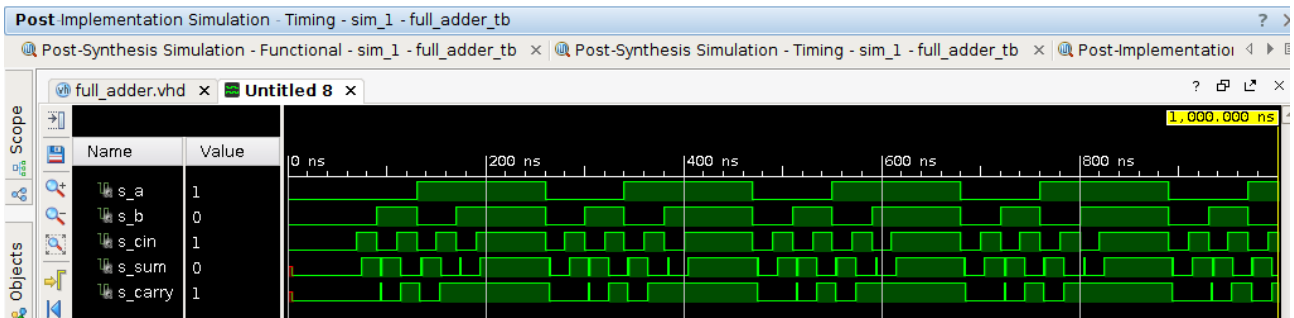 Post-Implementation Simulation - Timing - sim_1 - full_adder_tb ?
Post-Synthesis Simulation - Functional - sim_1 - full_adder_tb × Post-Synthesis Simulation - Timing - sim_1 - full_adder_tb × Post-Implementation
full_adder.vhd × Untitled 8 × ?
Scope
Objects
1,000.000 ns
Name Value
0 ns 200 ns 400 ns 600 ns 800 ns
s_a 1
s_b 0
s_cin 1
s_sum 0
s_carry 1